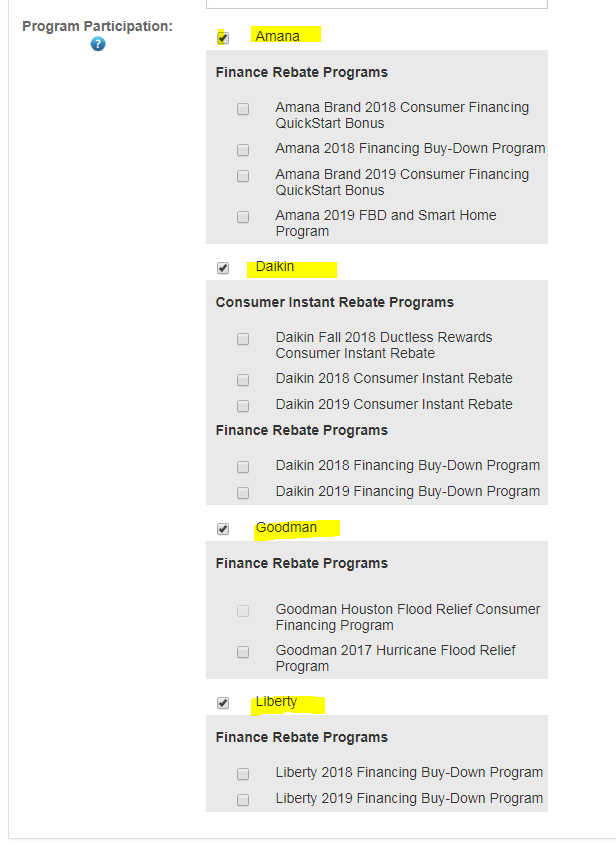 Program Participation:
?
Amana
Finance Rebate Programs
Amana Brand 2018 Consumer Financing
QuickStart Bonus
Amana 2018 Financing Buy-Down Program
Amana Brand 2019 Consumer Financing
QuickStart Bonus
Amana 2019 FBD and Smart Home
Program
Daikin
Consumer Instant Rebate Programs
Daikin Fall 2018 Ductless Rewards
Consumer Instant Rebate
Daikin 2018 Consumer Instant Rebate
Daikin 2019 Consumer Instant Rebate
Finance Rebate Programs
Daikin 2018 Financing Buy-Down Program
Daikin 2019 Financing Buy-Down Program
Goodman
Finance Rebate Programs
Goodman Houston Flood Relief Consumer
Financing Program
Goodman 2017 Hurricane Flood Relief
Program
Liberty
Finance Rebate Programs
Liberty 2018 Financing Buy-Down Program
Liberty 2019 Financing Buy-Down Program